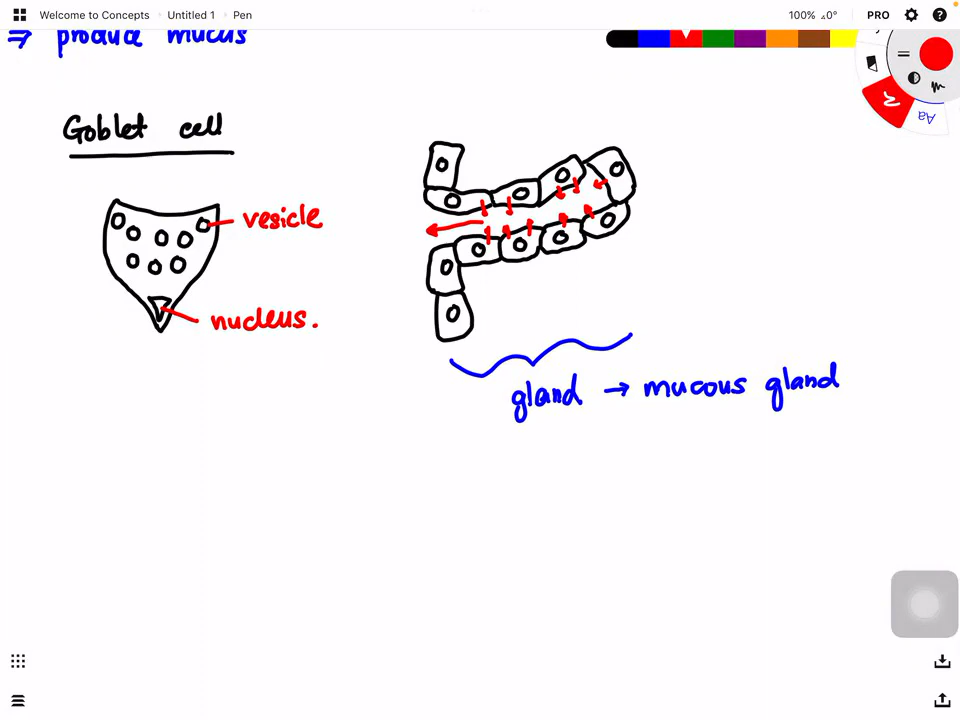 Welcome to Concepts › Untitled 1 › Pen
100% 0° PRO
⇒ produce mucus
Aa
Goblet cell
vesicle
nucleus.
gland → mucous gland